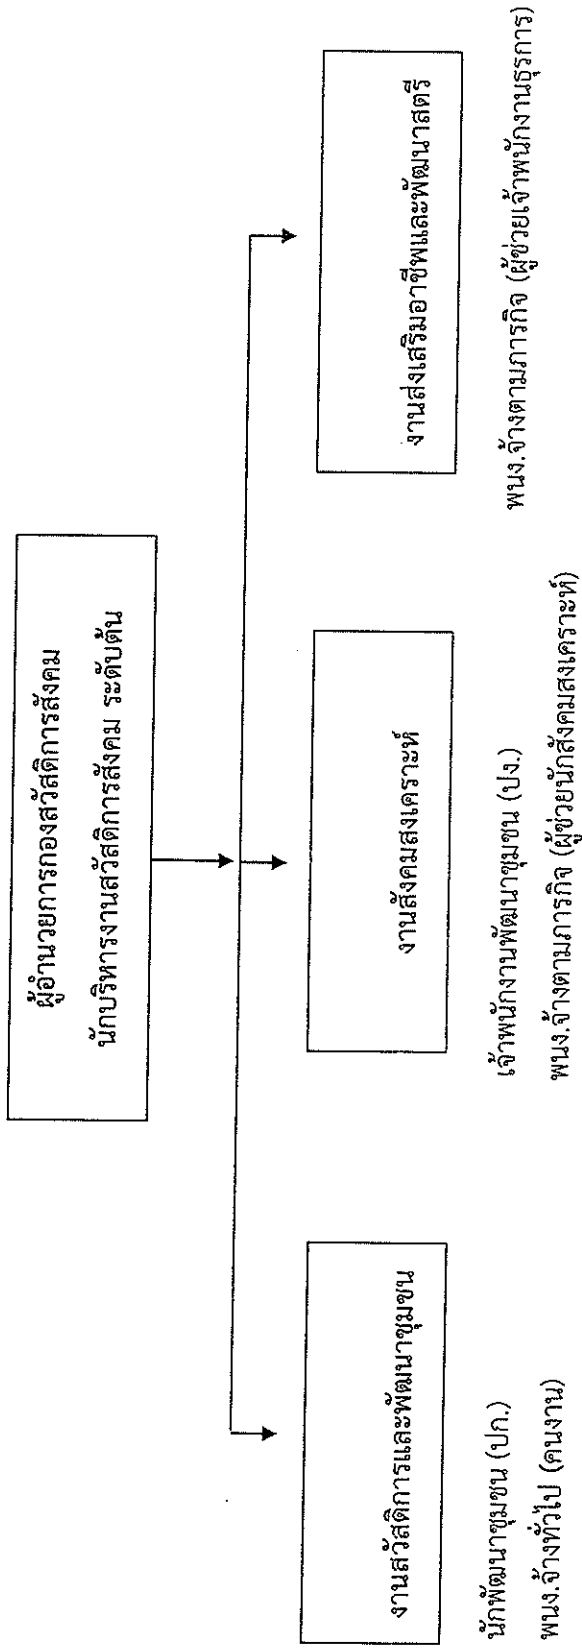 ผู้อำนวยการกองสวัสดิการสังคม
นักบริหารงานสวัสดิการสังคม ระดับต้น
งานสวัสดิการและพัฒนาชุมชน
นักพัฒนาชุมชน (ปก.)
พนง.จ้างทั่วไป (คนงาน)
งานสังคมสงเคราะห์
เจ้าพนักงานพัฒนาชุมชน (ปง.)
พนง.จ้างตามภารกิจ (ผู้ช่วยนักสังคมสงเคราะห์)
งานส่งเสริมอาชีพและพัฒนาสตรี
พนง.จ้างตามภารกิจ (ผู้ช่วยเจ้าพนักงานธุรการ)